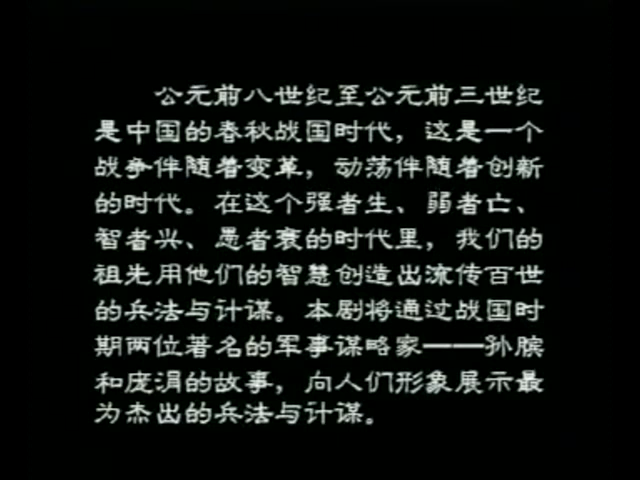 公元前八世纪至公元前三世纪
是中国的春秋战国时代，这是一个
战争伴随着变革，动荡伴随着创新
的时代。在这个强者生、弱者亡、
智者兴、愚者衰的时代里，我们的
祖先用他们的智慧创造出流传百世
的兵法与计谋。本剧将通过战国时
期两位著名的军事谋略家——孙膑
和庞涓的故事，向人们形象展示最
为杰出的兵法与计谋。